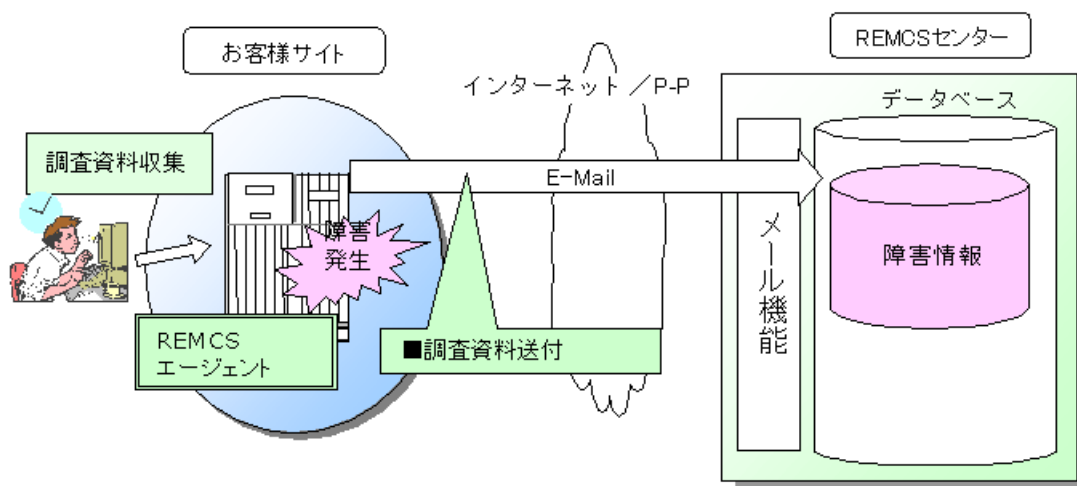 お客様サイト
REMCSセンター
インターネット /P-P
データベース
調査資料収集
E-Mail
障害
発生
メール機能
障害情報
REMCS
エージェント
■調査資料送付